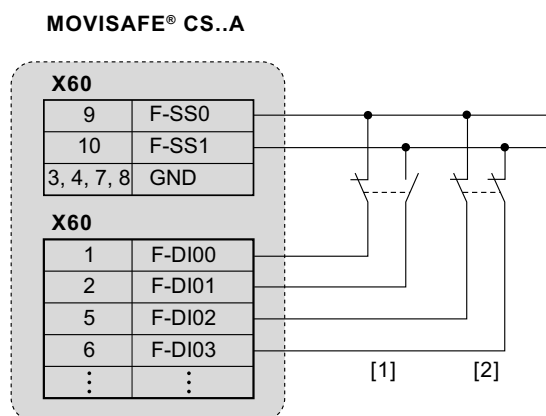 MOVISAFE® CS..A
X60
9 F-SS0
10 F-SS1
3, 4, 7, 8 GND
X60
1 F-DI00
2 F-DI01
5 F-DI02
6 F-DI03
⋮ ⋮
[1] [2]